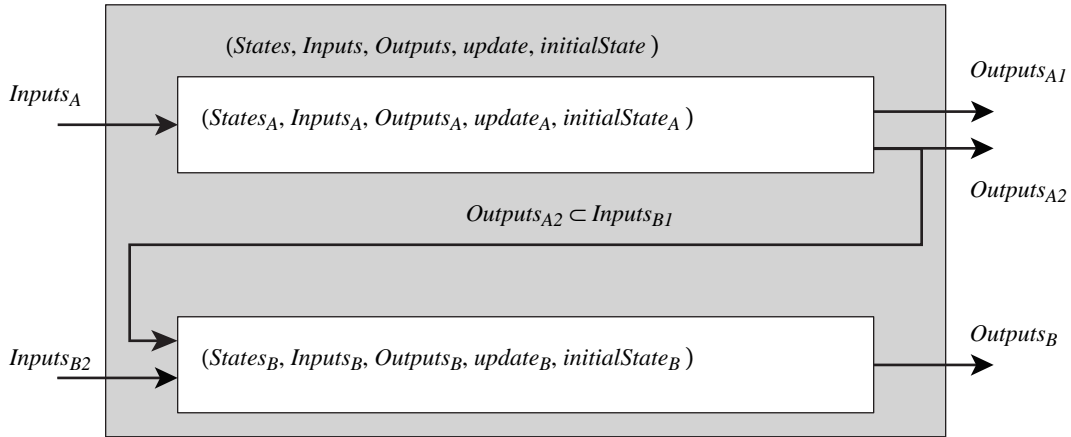 (States, Inputs, Outputs, update, initialState )
Outputs_A1
Inputs_A
(States_A, Inputs_A, Outputs_A, update_A, initialState_A )
Outputs_A2
Outputs_A2 ⊂ Inputs_B1
Outputs_B
Inputs_B2
(States_B, Inputs_B, Outputs_B, update_B, initialState_B )